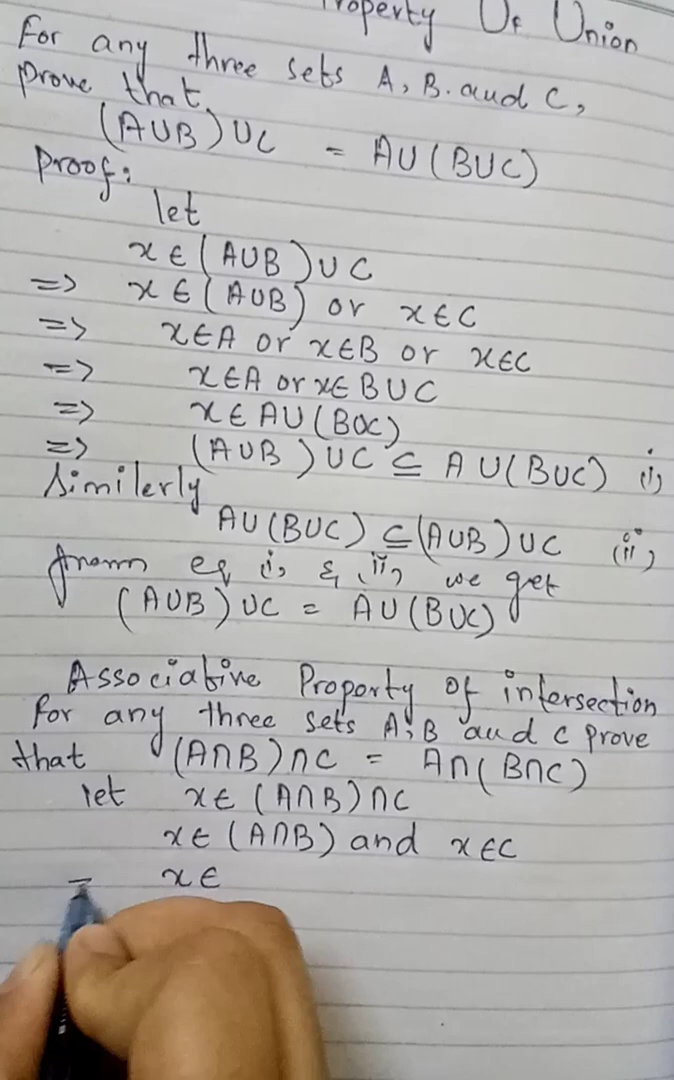 Property Of Union
For any three sets A, B. and C,
prove that
(A∪B)∪C = A∪(B∪C)
Proof:
let
x∈(A∪B)∪C
=> x∈(A∪B) or x∈C
=> x∈A or x∈B or x∈C
=> x∈A or x∈B∪C
=> x∈A∪(B∪C)
=> (A∪B)∪C ⊆ A∪(B∪C) i)
Similerly
A∪(B∪C) ⊆(A∪B)∪C (ii)
from eq i) & ii) we get
(A∪B)∪C = A∪(B∪C)
Associative Property of intersection
For any three sets A,B and C prove
that (A∩B)∩C = A∩(B∩C)
let x∈(A∩B)∩C
x∈(A∩B) and x∈C
= x∈